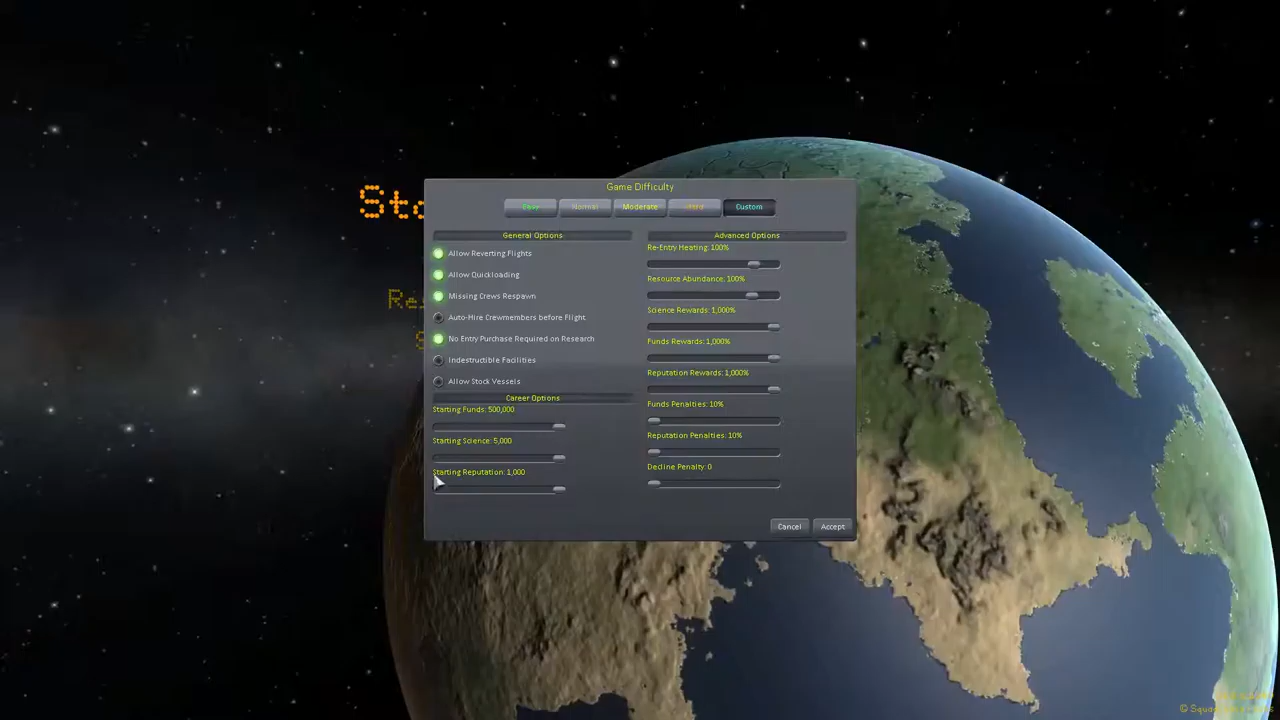 Sta
Re
Game Difficulty
Easy Normal Moderate Hard Custom
General Options
Allow Reverting Flights
Allow Quickloading
Missing Crews Respawn
Auto-Hire Crewmembers before Flight
No Entry Purchase Required on Research
Indestructible Facilities
Allow Stock Vessels
Career Options
Starting Funds: 500,000
Starting Science: 5,000
Starting Reputation: 1,000
Advanced Options
Re-Entry Heating: 100%
Resource Abundance: 100%
Science Rewards: 1,000%
Funds Rewards: 1,000%
Reputation Rewards: 1,000%
Funds Penalties: 10%
Reputation Penalties: 10%
Decline Penalty: 0
Cancel Accept